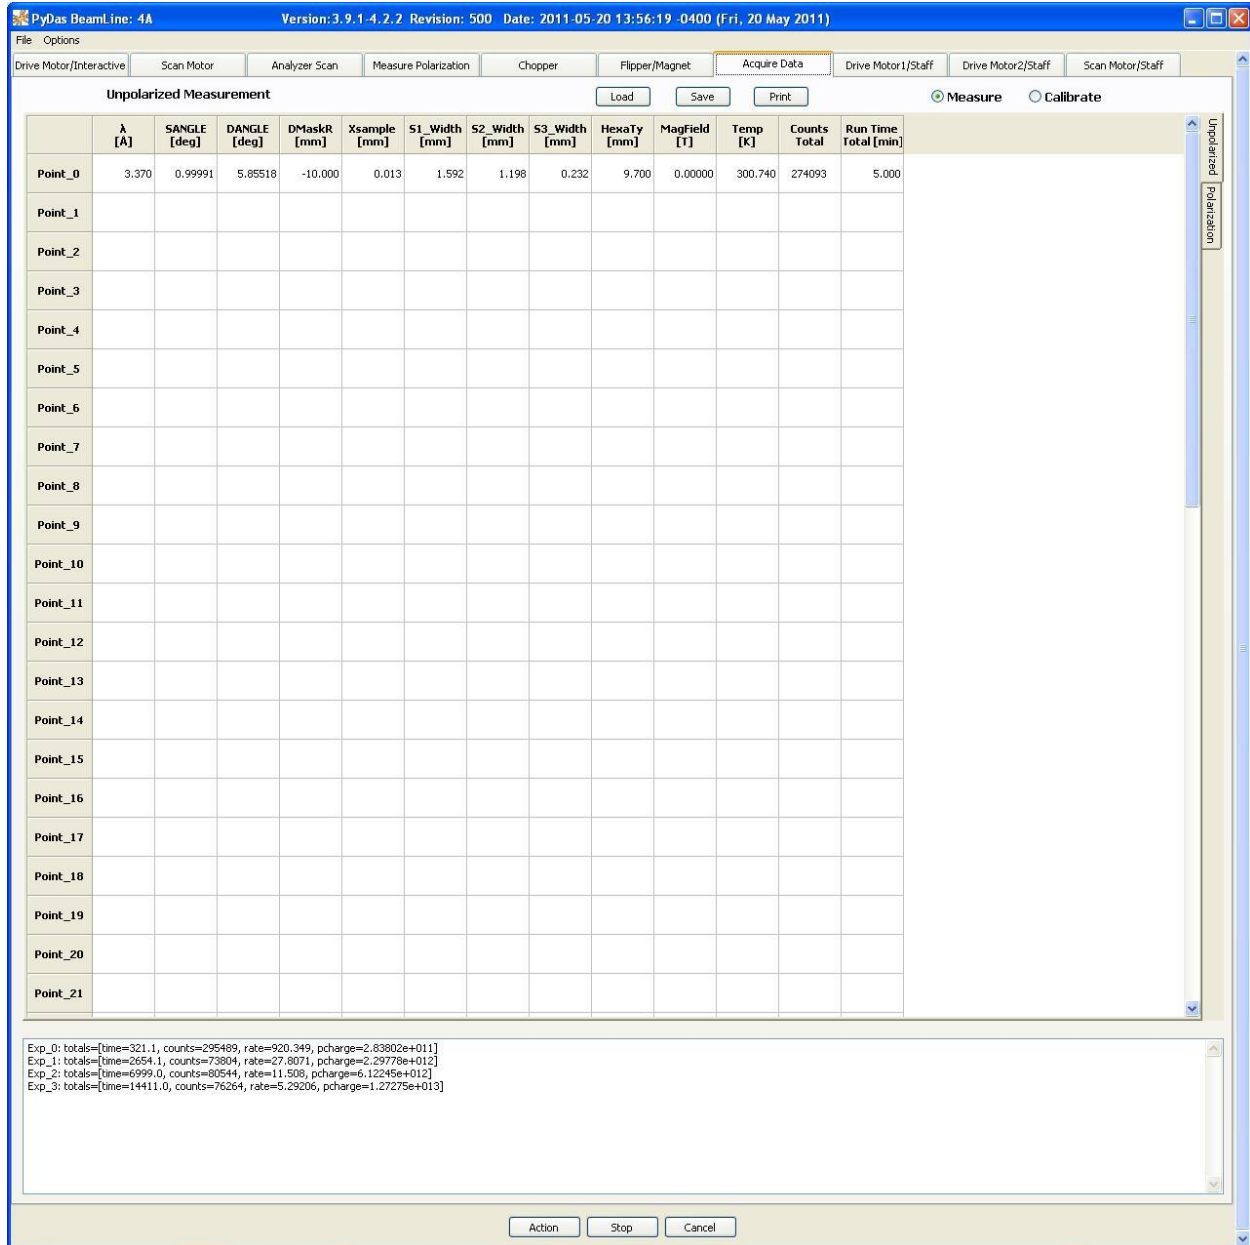 PyDas BeamLine: 4A Version:3.9.1-4.2.2 Revision: 500 Date: 2011-05-20 13:56:19 -0400 (Fri, 20 May 2011)
File Options
Drive Motor/Interactive Scan Motor Analyzer Scan Measure Polarization Chopper Flipper/Magnet Acquire Data Drive Motor1/Staff Drive Motor2/Staff Scan Motor/Staff
Unpolarized Measurement Load Save Print Measure Calibrate
λ SANGLE DANGLE DMaskR Xsample S1_Width S2_Width S3_Width HexaTy MagField Temp Counts Run Time
[Å] [deg] [deg] [mm] [mm] [mm] [mm] [mm] [mm] [T] [K] Total Total [min]
Unpolarized
Polarization
Point_0 3.370 0.99991 5.85518 -10.000 0.013 1.592 1.198 0.232 9.700 0.00000 300.740 274093 5.000
Point_1
Point_2
Point_3
Point_4
Point_5
Point_6
Point_7
Point_8
Point_9
Point_10
Point_11
Point_12
Point_13
Point_14
Point_15
Point_16
Point_17
Point_18
Point_19
Point_20
Point_21
Exp_0: totals=[time=321.1, counts=295489, rate=920.349, pcharge=2.83802e+011]
Exp_1: totals=[time=2654.1, counts=73804, rate=27.8071, pcharge=2.29778e+012]
Exp_2: totals=[time=6999.0, counts=80544, rate=11.508, pcharge=6.12245e+012]
Exp_3: totals=[time=14411.0, counts=76264, rate=5.29206, pcharge=1.27275e+013]
Action Stop Cancel